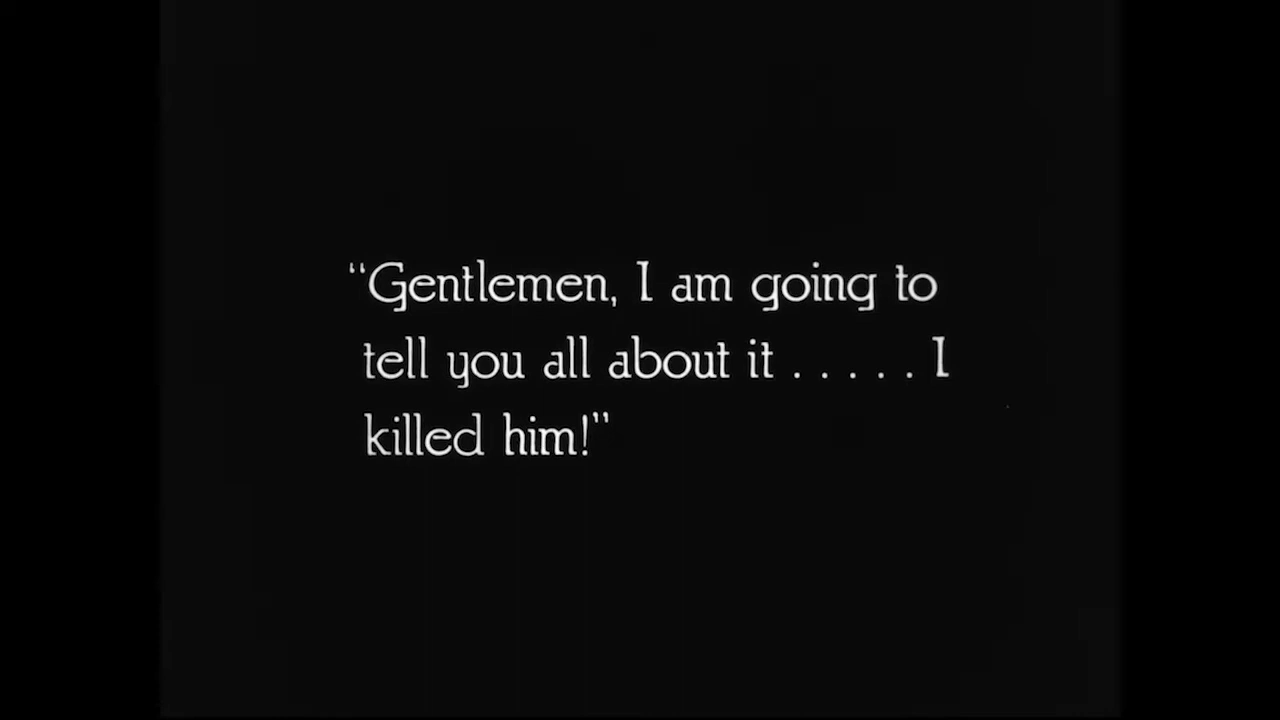 “Gentlemen, I am going to
tell you all about it ..... I
killed him!”